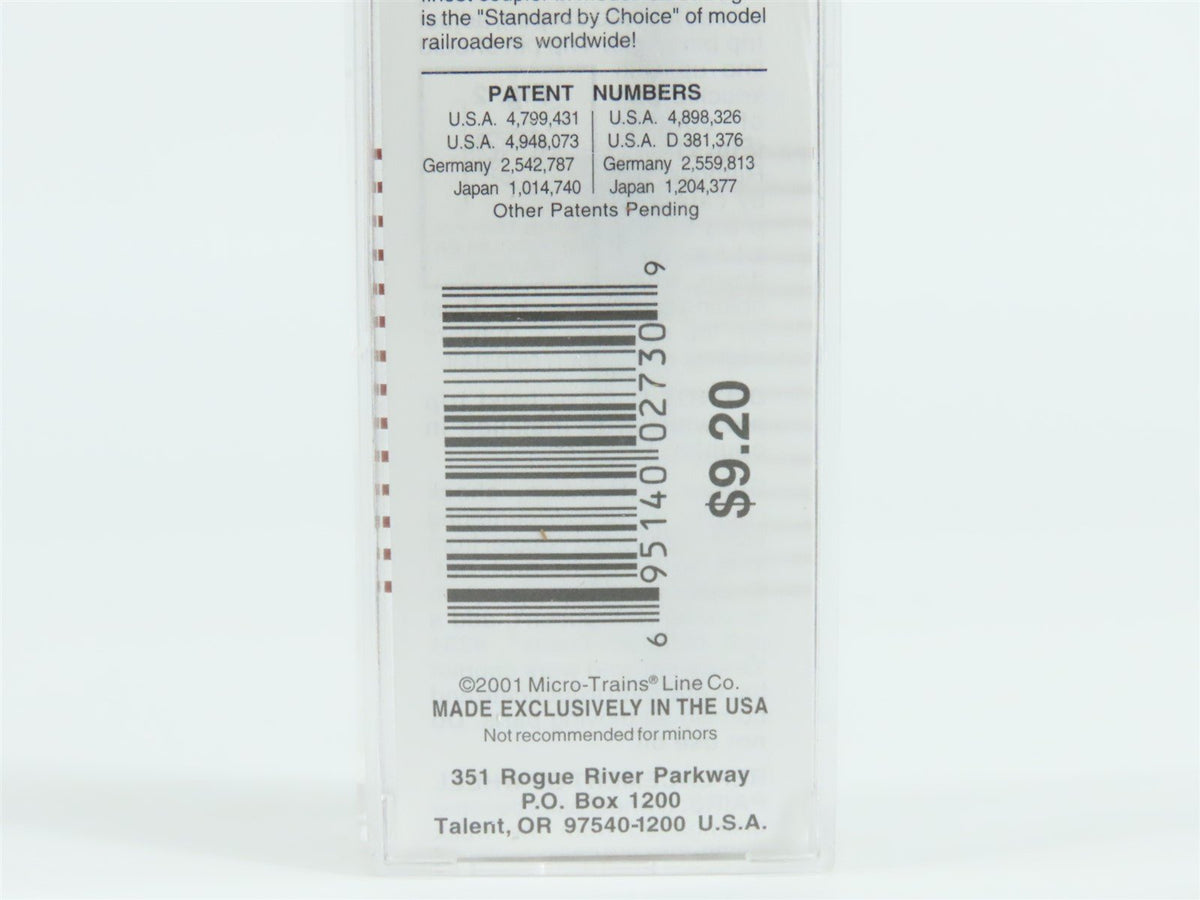 is the "Standard by Choice" of model
railroaders worldwide!
PATENT NUMBERS
U.S.A. 4,799,431 U.S.A. 4,898,326
U.S.A. 4,948,073 U.S.A. D 381,376
Germany 2,542,787 Germany 2,559,813
Japan 1,014,740 Japan 1,204,377
Other Patents Pending
6 95140 02730 9
$9.20
©2001 Micro-Trains® Line Co.
MADE EXCLUSIVELY IN THE USA
Not recommended for minors
351 Rogue River Parkway
P.O. Box 1200
Talent, OR 97540-1200 U.S.A.